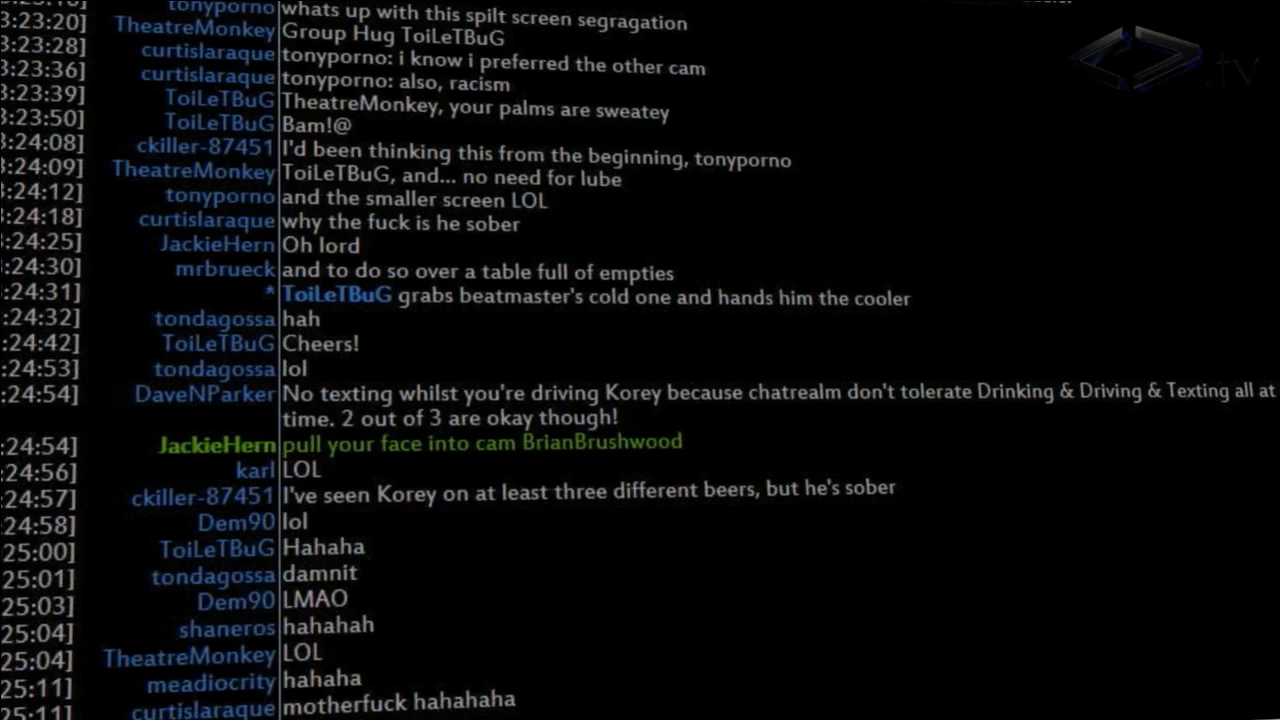 tonyporno whats up with this spilt screen segragation
3:23:20] TheatreMonkey Group Hug ToiLeTBuG
3:23:28] curtislaraque tonyporno: i know i preferred the other cam
3:23:36] curtislaraque tonyporno: also, racism
3:23:39] ToiLeTBuG TheatreMonkey, your palms are sweatey
3:23:50] ToiLeTBuG Bam!@
3:24:08] ckiller-87451 I'd been thinking this from the beginning, tonyporno
3:24:09] TheatreMonkey ToiLeTBuG, and... no need for lube
3:24:12] tonyporno and the smaller screen LOL
3:24:18] curtislaraque why the fuck is he sober
:24:25] JackieHern Oh lord
:24:30] mrbrueck and to do so over a table full of empties
:24:31] * ToiLeTBuG grabs beatmaster's cold one and hands him the cooler
:24:32] tondagossa hah
:24:42] ToiLeTBuG Cheers!
:24:53] tondagossa lol
:24:54] DaveNParker No texting whilst you're driving Korey because chatrealm don't tolerate Drinking & Driving & Texting all at
time. 2 out of 3 are okay though!
:24:54] JackieHern pull your face into cam BrianBrushwood
:24:56] karl LOL
:24:57] ckiller-87451 I've seen Korey on at least three different beers, but he's sober
24:58] Dem90 lol
25:00] ToiLeTBuG Hahaha
25:01] tondagossa damnit
25:03] Dem90 LMAO
25:04] shaneros hahahah
25:04] TheatreMonkey LOL
25:11] meadiocrity hahaha
25:11] curtislaraque motherfuck hahahaha
.tv